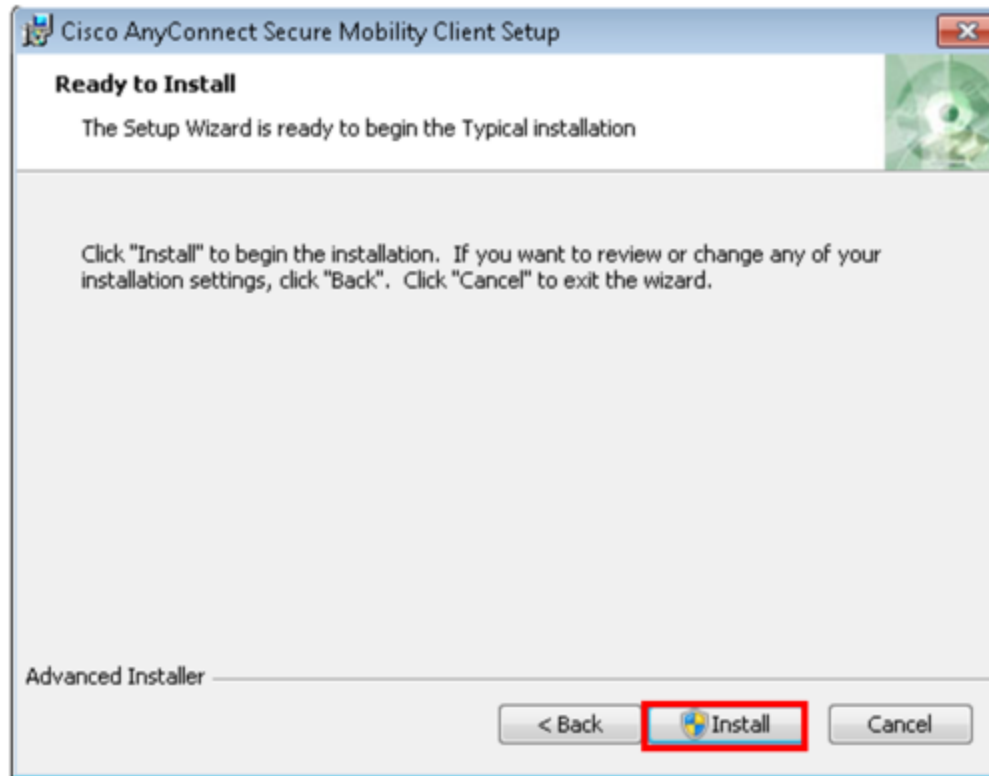 Cisco AnyConnect Secure Mobility Client Setup
Ready to Install
The Setup Wizard is ready to begin the Typical installation
Click "Install" to begin the installation.  If you want to review or change any of your
installation settings, click "Back".  Click "Cancel" to exit the wizard.
Advanced Installer
< Back Install Cancel